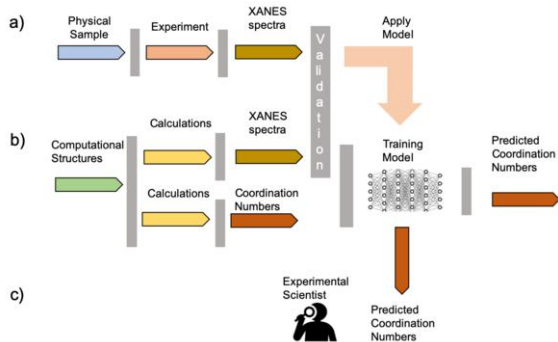 a)
Physical
Sample
Experiment
XANES
spectra
Validation
Apply
Model
b)
Computational
Structures
Calculations
XANES
spectra
Calculations
Coordination
Numbers
Training
Model
Predicted
Coordination
Numbers
c)
Experimental
Scientist
Predicted
Coordination
Numbers